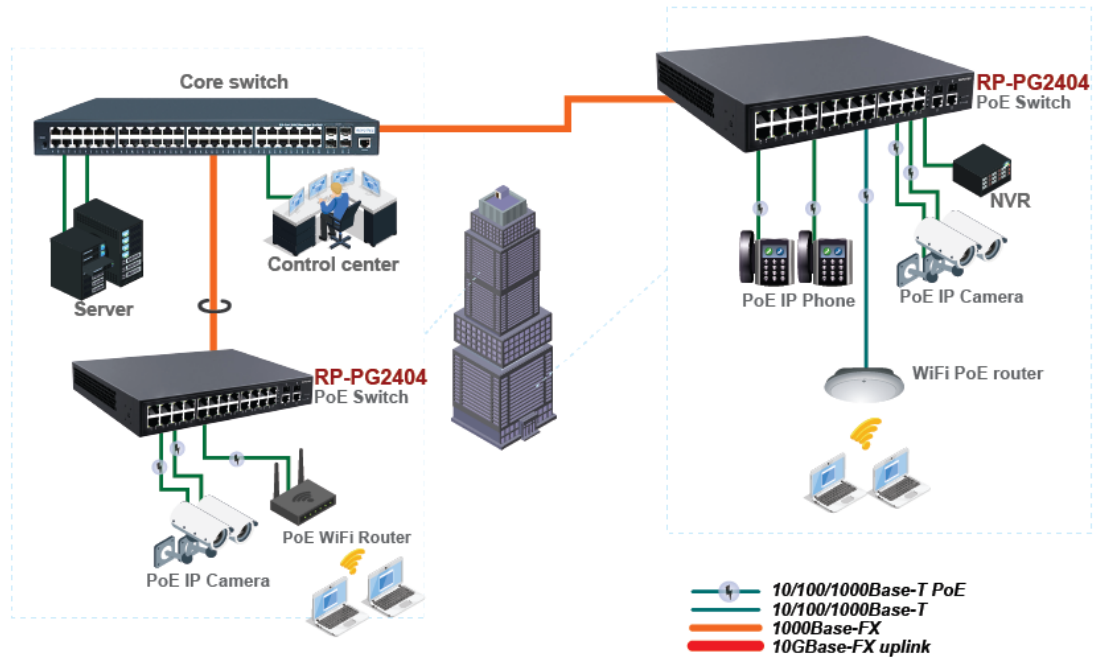 Core switch
Control center
Server
RP-PG2404
PoE Switch
PoE WiFi Router
PoE IP Camera
RP-PG2404
PoE Switch
NVR
PoE IP Phone
PoE IP Camera
WiFi PoE router
10/100/1000Base-T PoE
10/100/1000Base-T
1000Base-FX
10GBase-FX uplink